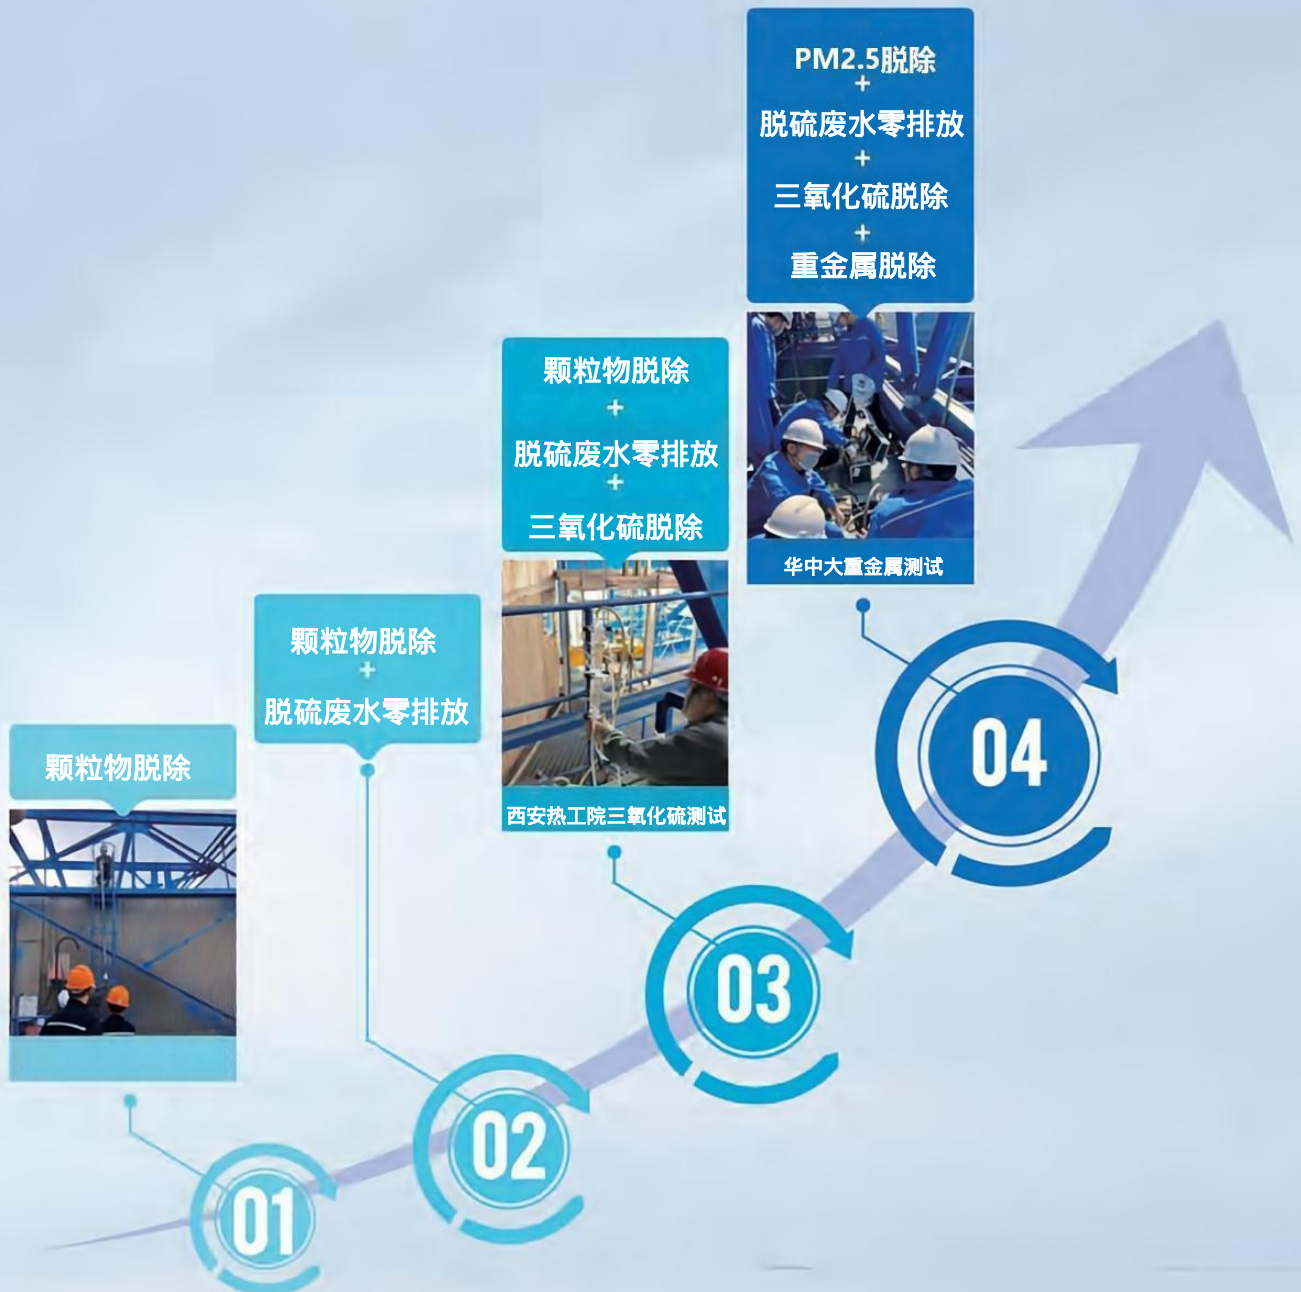 PM2.5脱除
+
脱硫废水零排放
+
三氧化硫脱除
+
重金属脱除
华中大重金属测试
04
颗粒物脱除
+
脱硫废水零排放
+
三氧化硫脱除
西安热工院三氧化硫测试
03
颗粒物脱除
+
脱硫废水零排放
02
颗粒物脱除
01